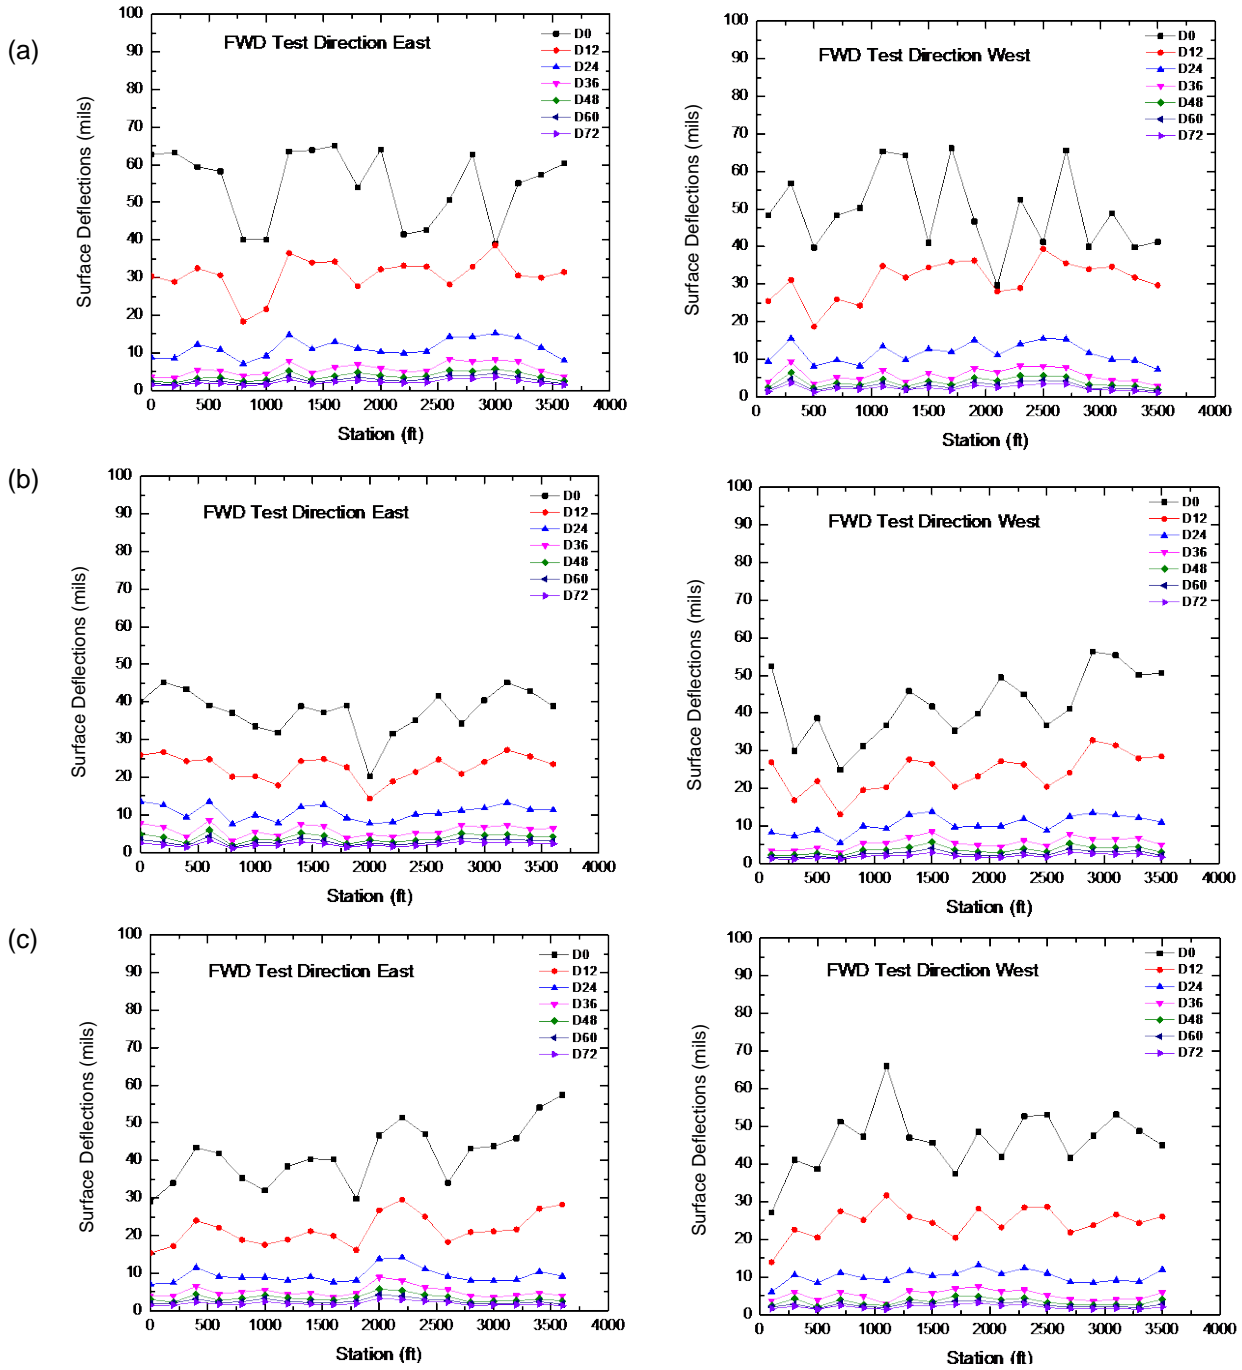 (a)
FWD Test Direction East
D0
D12
D24
D36
D48
D60
D72
Surface Deflections (mils)
100
90
80
70
60
50
40
30
20
10
0
0 500 1000 1500 2000 2500 3000 3500 4000
Station (ft)
FWD Test Direction West
D0
D12
D24
D36
D48
D60
D72
Surface Deflections (mils)
100
90
80
70
60
50
40
30
20
10
0
0 500 1000 1500 2000 2500 3000 3500 4000
Station (ft)
(b)
FWD Test Direction East
D0
D12
D24
D36
D48
D60
D72
Surface Deflections (mils)
100
90
80
70
60
50
40
30
20
10
0
0 500 1000 1500 2000 2500 3000 3500 4000
Station (ft)
FWD Test Direction West
D0
D12
D24
D36
D48
D60
D72
Surface Deflections (mils)
100
90
80
70
60
50
40
30
20
10
0
0 500 1000 1500 2000 2500 3000 3500 4000
Station (ft)
(c)
FWD Test Direction East
D0
D12
D24
D36
D48
D60
D72
Surface Deflections (mils)
100
90
80
70
60
50
40
30
20
10
0
0 500 1000 1500 2000 2500 3000 3500 4000
Station (ft)
FWD Test Direction West
D0
D12
D24
D36
D48
D60
D72
Surface Deflections (mils)
100
90
80
70
60
50
40
30
20
10
0
0 500 1000 1500 2000 2500 3000 3500 4000
Station (ft)